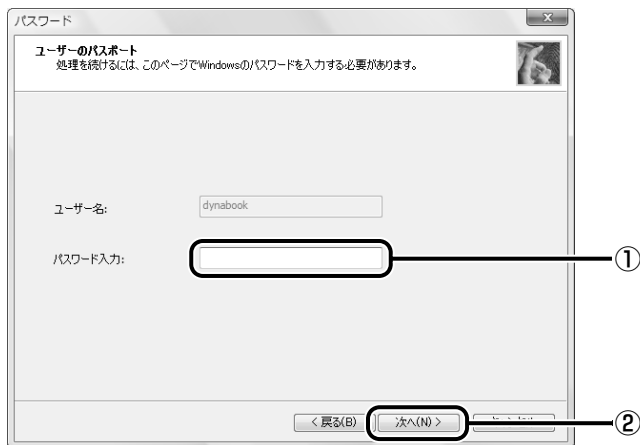 パスワード
ユーザーのパスポート
処理を続けるには、このページでWindowsのパスワードを入力する必要があります。
ユーザー名:
dynabook
パスワード入力:
①
< 戻る(B)
次へ(N) >
②